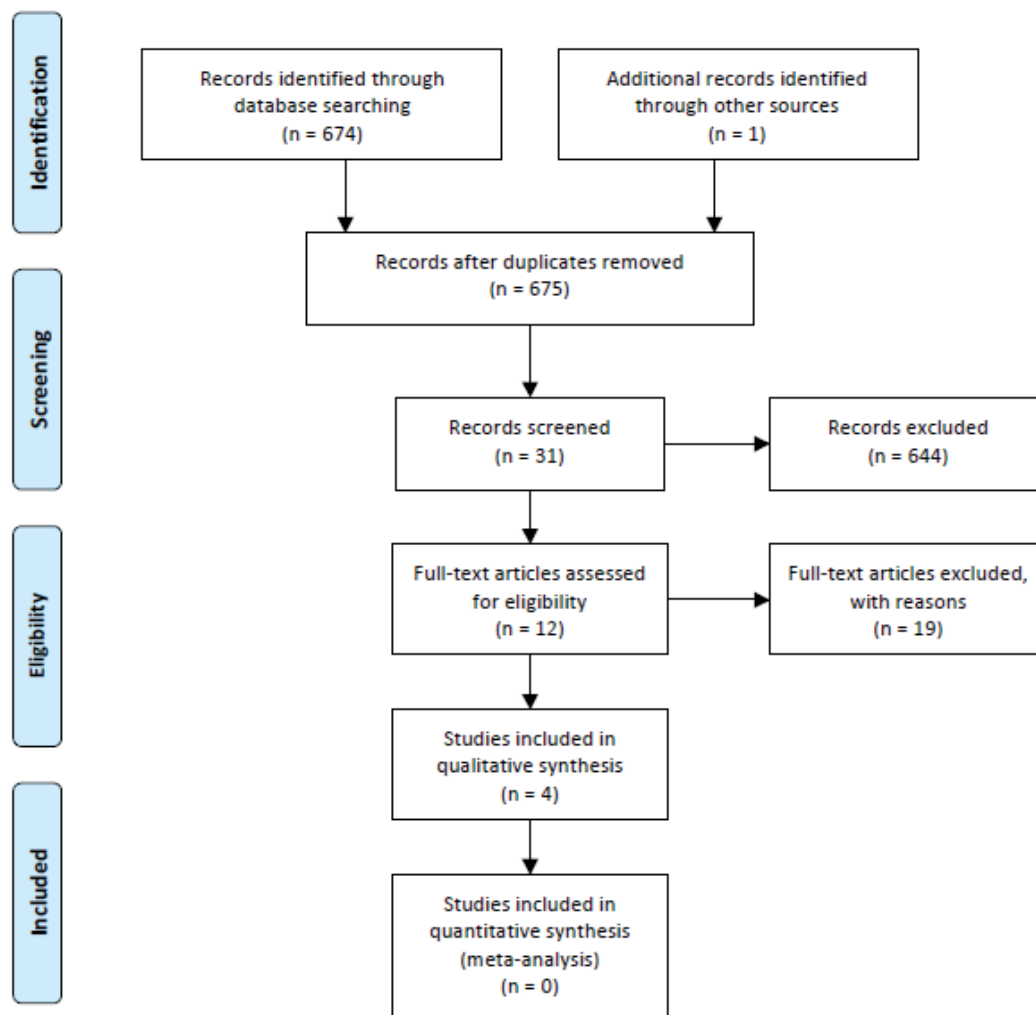 Identification
Records identified through
database searching
(n = 674)
Additional records identified
through other sources
(n = 1)
Records after duplicates removed
(n = 675)
Screening
Records screened
(n = 31)
Records excluded
(n = 644)
Eligibility
Full-text articles assessed
for eligibility
(n = 12)
Full-text articles excluded,
with reasons
(n = 19)
Studies included in
qualitative synthesis
(n = 4)
Included
Studies included in
quantitative synthesis
(meta-analysis)
(n = 0)